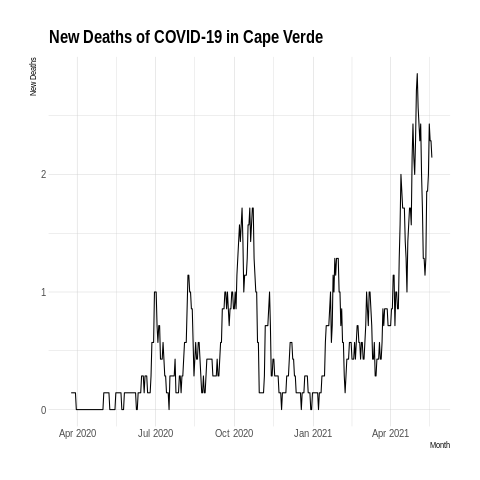 New Deaths of COVID-19 in Cape Verde
New Deaths
2
1
0
Apr 2020 Jul 2020 Oct 2020 Jan 2021 Apr 2021
Month